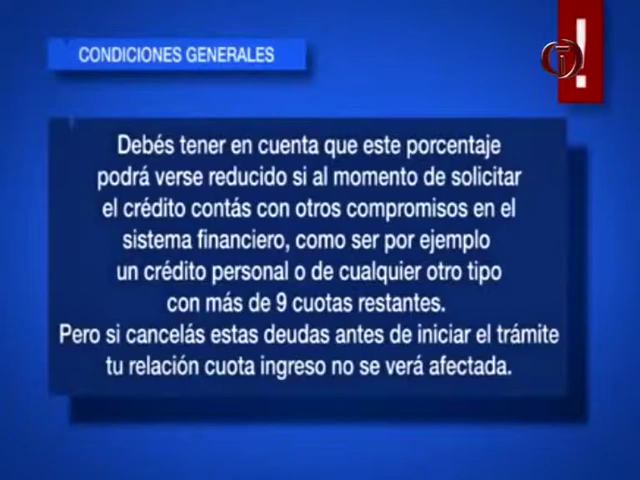 CONDICIONES GENERALES
!
Debés tener en cuenta que este porcentaje
podrá verse reducido si al momento de solicitar
el crédito contás con otros compromisos en el
sistema financiero, como ser por ejemplo
un crédito personal o de cualquier otro tipo
con más de 9 cuotas restantes.
Pero si cancelás estas deudas antes de iniciar el trámite
tu relación cuota ingreso no se verá afectada.